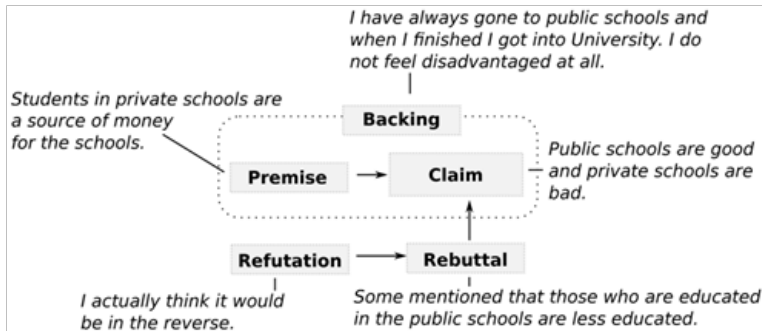 I have always gone to public schools and
when I finished I got into University. I do
not feel disadvantaged at all.
Students in private schools are
a source of money
for the schools.
Backing
Public schools are good
and private schools are
bad.
Premise
Claim
Refutation
Rebuttal
I actually think it would
be in the reverse.
Some mentioned that those who are educated
in the public schools are less educated.